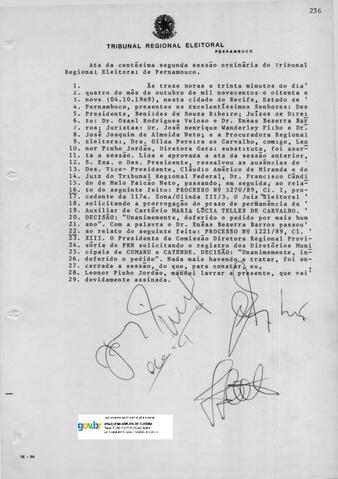 236
TRIBUNAL REGIONAL ELEITORAL
PERNAMBUCO
Ata da centésima segunda sessão ordinária do Tribunal
Regional Eleitoral de Pernambuco.
1. Às treze horas e trinta minutos do dia
2. quatro do mês de outubro de mil novecentos e oitenta e
3. nove (04.10.1989), nesta cidade do Recife, Estado de
4. Pernambuco, presentes os Excelentíssimos Senhores: Des
5. Presidente, Benildes de Souza Ribeiro; Juízes de Direi
6. to: Dr. Ozael Rodrigues Veloso e Dr. Enéas Bezerra Bar
7. ros; Juristas: Dr. José Henrique Wanderley Filho e Dr.
8. José Joaquim de Almeida Neto; e a Procuradora Regional
9. eleitoral, Dra. Gilda Pereira de Carvalho, comigo, Leo
10. nor Pinho Jordão, Diretora Geral substituta, foi aber-
11. ta a sessão. Lida e aprovada a ata da sessão anterior,
12. S. Exa. o Des. Presidente, ressalvou as ausências do
13. Des. Vice-Presidente, Cláudio Américo de Miranda e do
14. Juiz do Tribunal Regional Federal, Dr. Francisco Cândi
15. do de Melo Falcão Neto, passando, em seguida, ao rela-
16. to do seguinte feito: PROCESSO Nº 5270/89, Cl. I, pro-
17. cedente da 117a. Zona/Olinda III/3. O Juiz Eleitoral
18. solicitando a prorrogação do prazo de permanência da
19. Auxiliar de Cartório MARIA LÚCIA TELLES DE CARVALHO.
20. DECISÃO: "Unanimemente, deferido o pedido por mais hum
21. ano". Com a palavra o Dr. Enéas Bezerra Barros passou
22. ao relato do seguinte feito: PROCESSO Nº 1221/89, Cl.
23. XIII. O Presidente da Comissão Diretora Regional Provi
24. sória do PRN solicitando o registro dos Diretórios Muni
25. cipais de CUMARU e CATENDE. DECISÃO: "Unanimemente, in-
26. deferido o pedido". Nada mais havendo a tratar, foi en-
27. cerrada a sessão, do que, para constar, eu,
28. Leonor Pinho Jordão, mandei lavrar a presente, que vai
29. devidamente assinada.
gov.br